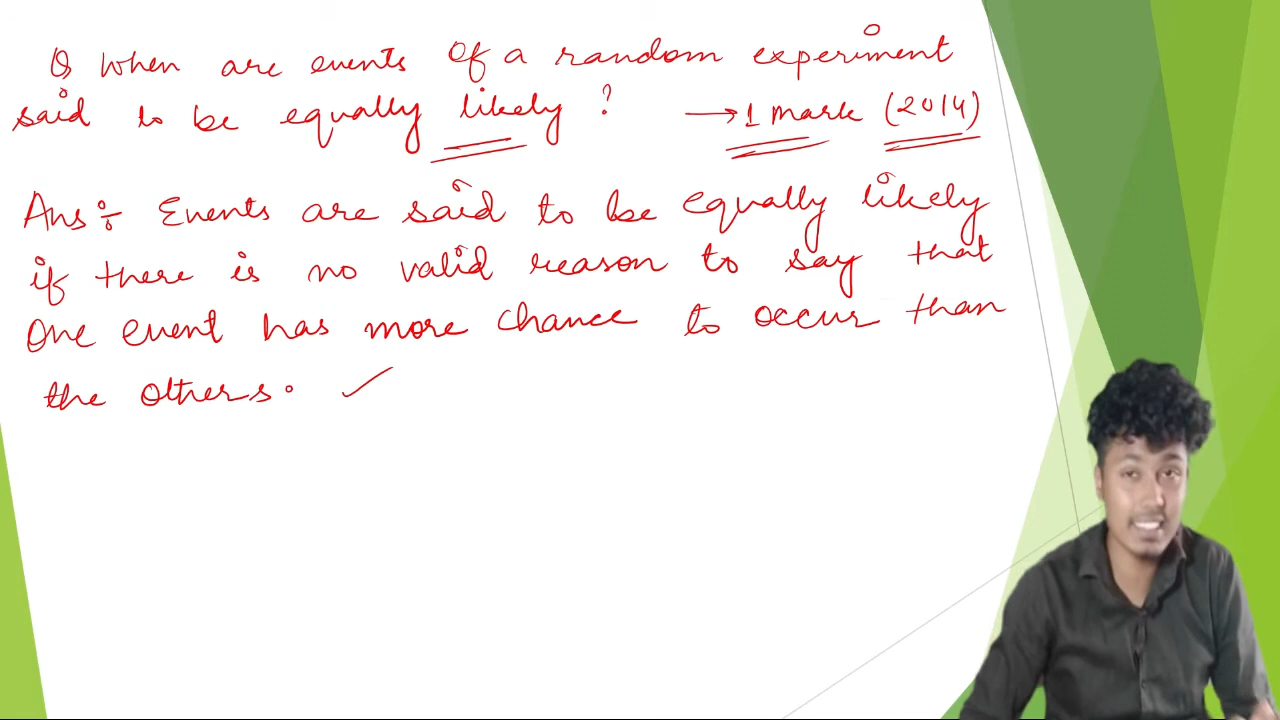 Q When are events of a random experiment
said to be equally likely ? → 1 mark (2014)
Ans÷ Events are said to be equally likely
if there is no valid reason to say that
One event has more chance to occur than
the others.